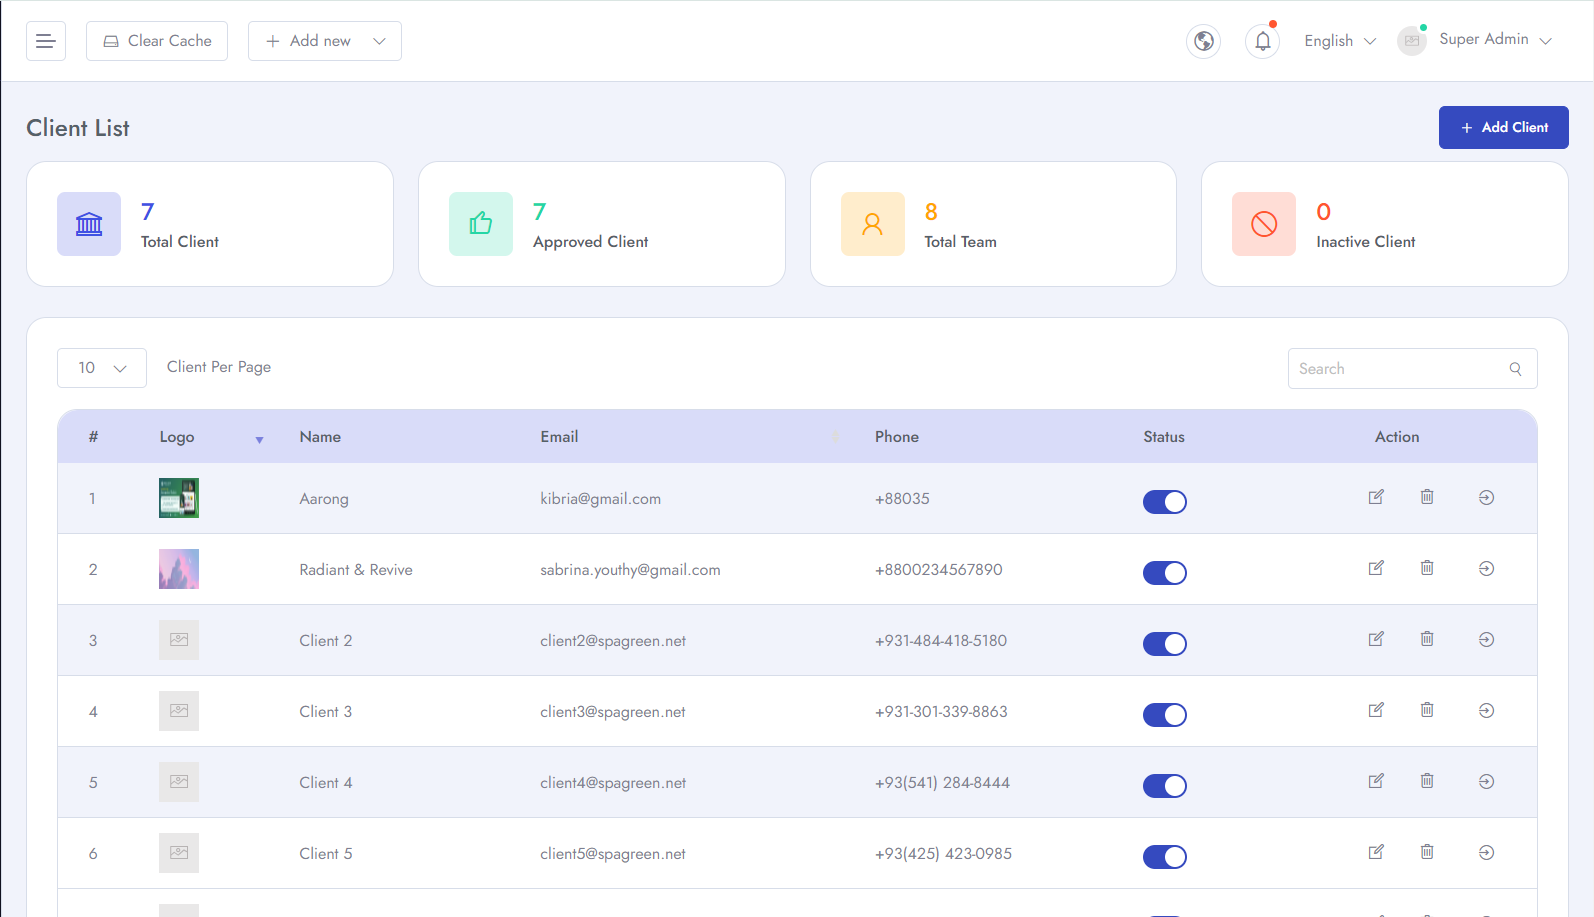 Clear Cache
Add new
English
Super Admin
Client List
+ Add Client
7
Total Client
7
Approved Client
8
Total Team
0
Inactive Client
10
Client Per Page
Search
# Logo Name Email Phone Status Action
1 Aarong kibria@gmail.com +88035
2 Radiant & Revive sabrina.youthy@gmail.com +8800234567890
3 Client 2 client2@spagreen.net +931-484-418-5180
4 Client 3 client3@spagreen.net +931-301-339-8863
5 Client 4 client4@spagreen.net +93(541) 284-8444
6 Client 5 client5@spagreen.net +93(425) 423-0985